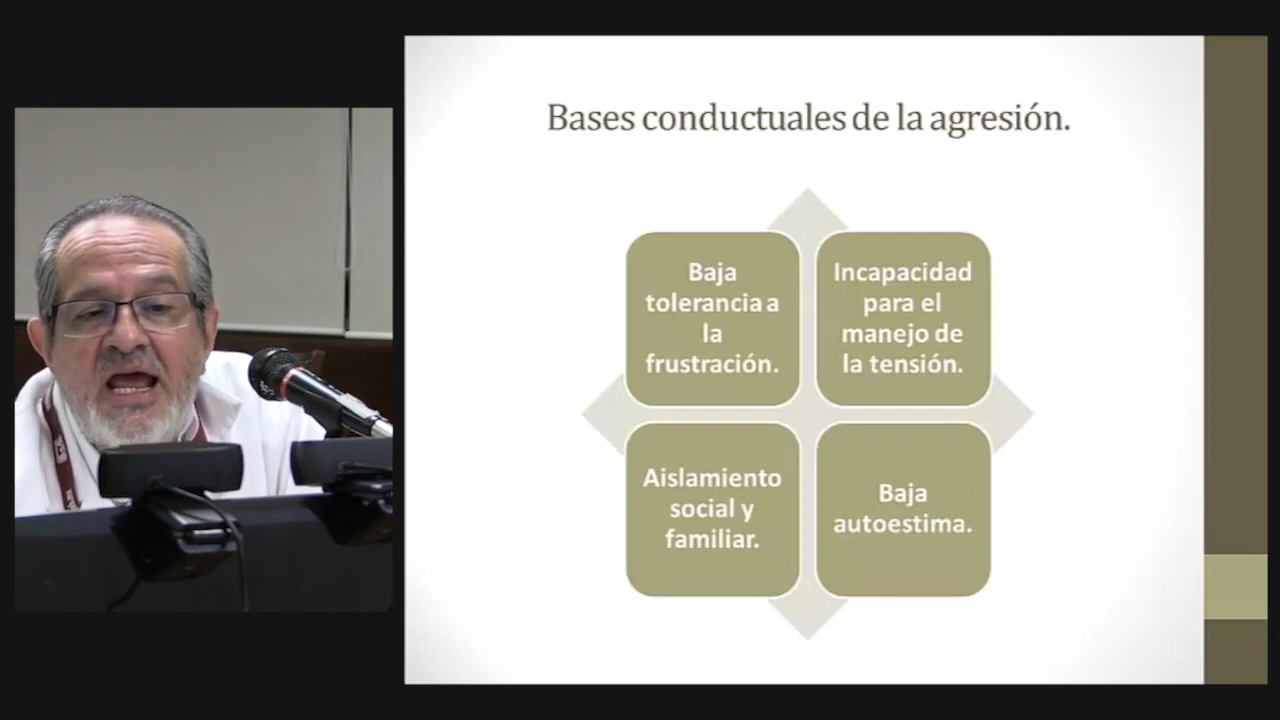 Bases conductuales de la agresión.
Baja
tolerancia a
la
frustración.
Incapacidad
para el
manejo de
la tensión.
Aislamiento
social y
familiar.
Baja
autoestima.